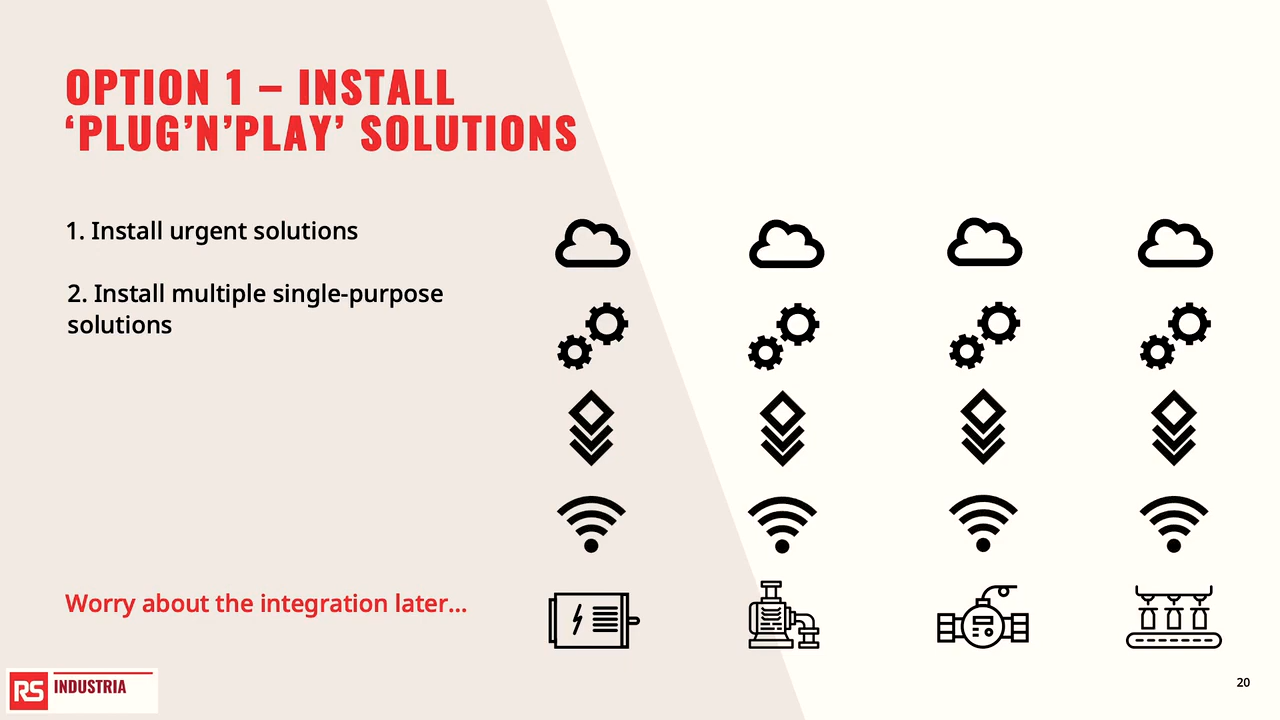 OPTION 1 – INSTALL
‘PLUG’N’PLAY’ SOLUTIONS
1. Install urgent solutions
2. Install multiple single-purpose
solutions
Worry about the integration later...
RS INDUSTRIA
20